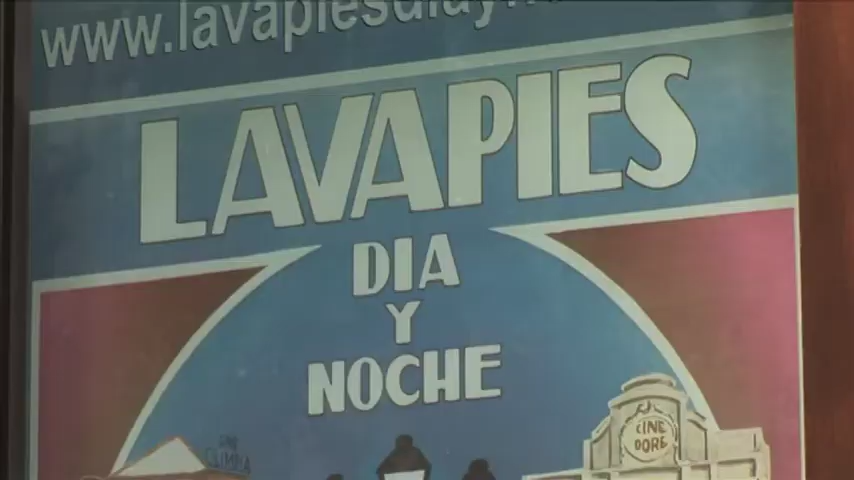 LAVAPIES
DIA
Y
NOCHE
CINE
DORE